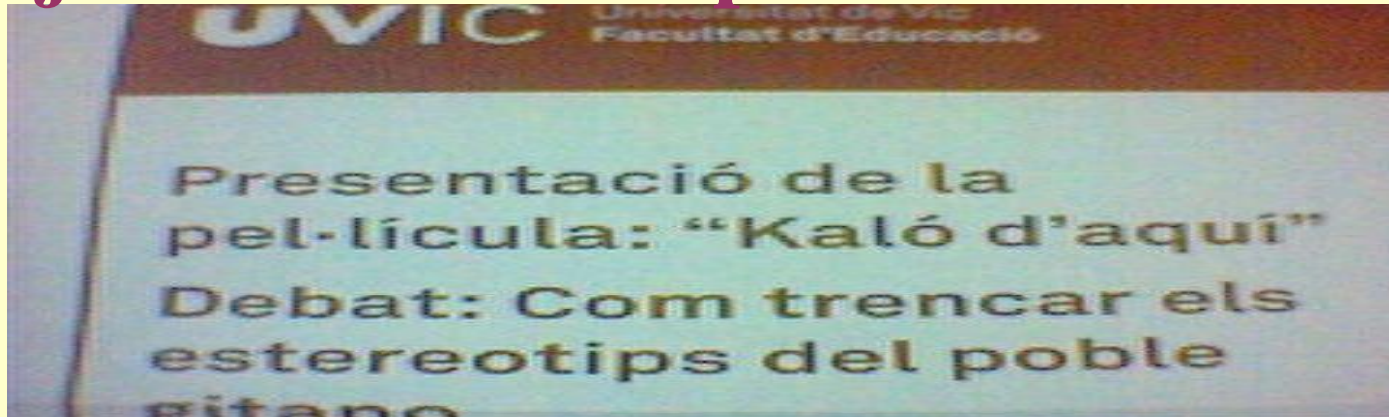 UVIC Universitat de Vic
Facultat d'Educació
Presentació de la
pel·lícula: “Kaló d’aquí”
Debat: Com trencar els
estereotips del poble
gitano